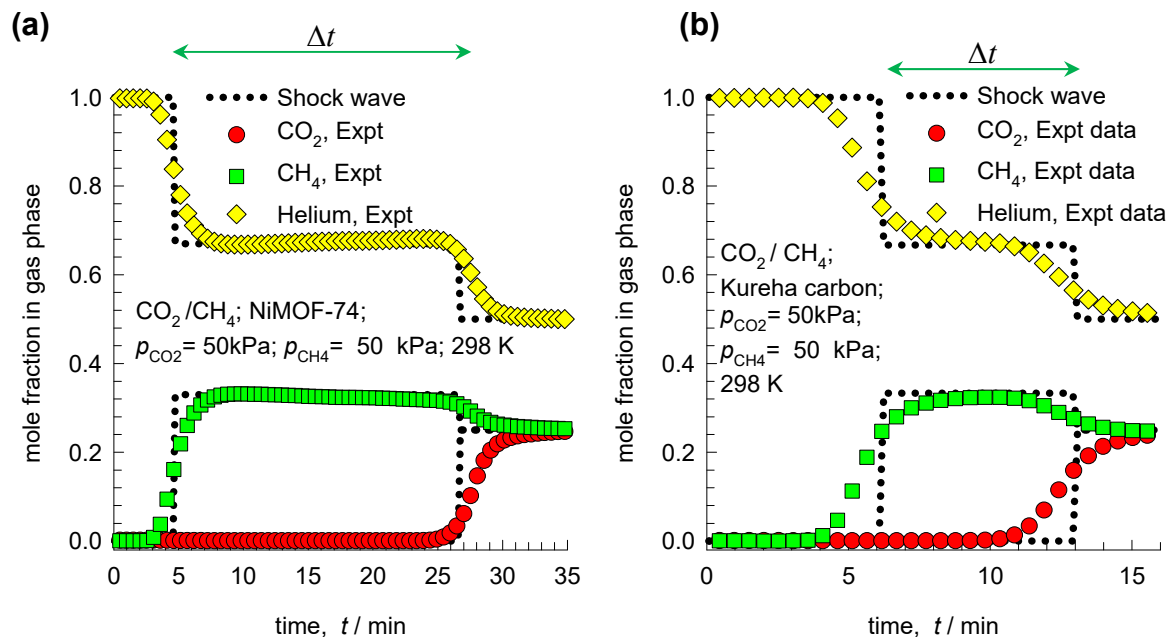 (a)
Δt
1.0
0.8
0.6
0.4
0.2
0.0
mole fraction in gas phase
Shock wave
CO2, Expt
CH4, Expt
Helium, Expt
CO2 /CH4; NiMOF-74;
pCO2= 50kPa; pCH4= 50 kPa; 298 K
0 5 10 15 20 25 30 35
time, t / min
(b)
Δt
1.0
0.8
0.6
0.4
0.2
0.0
mole fraction in gas phase
Shock wave
CO2, Expt data
CH4, Expt data
Helium, Expt data
CO2 / CH4;
Kureha carbon;
pCO2= 50kPa;
pCH4= 50 kPa;
298 K
0 5 10 15
time, t / min